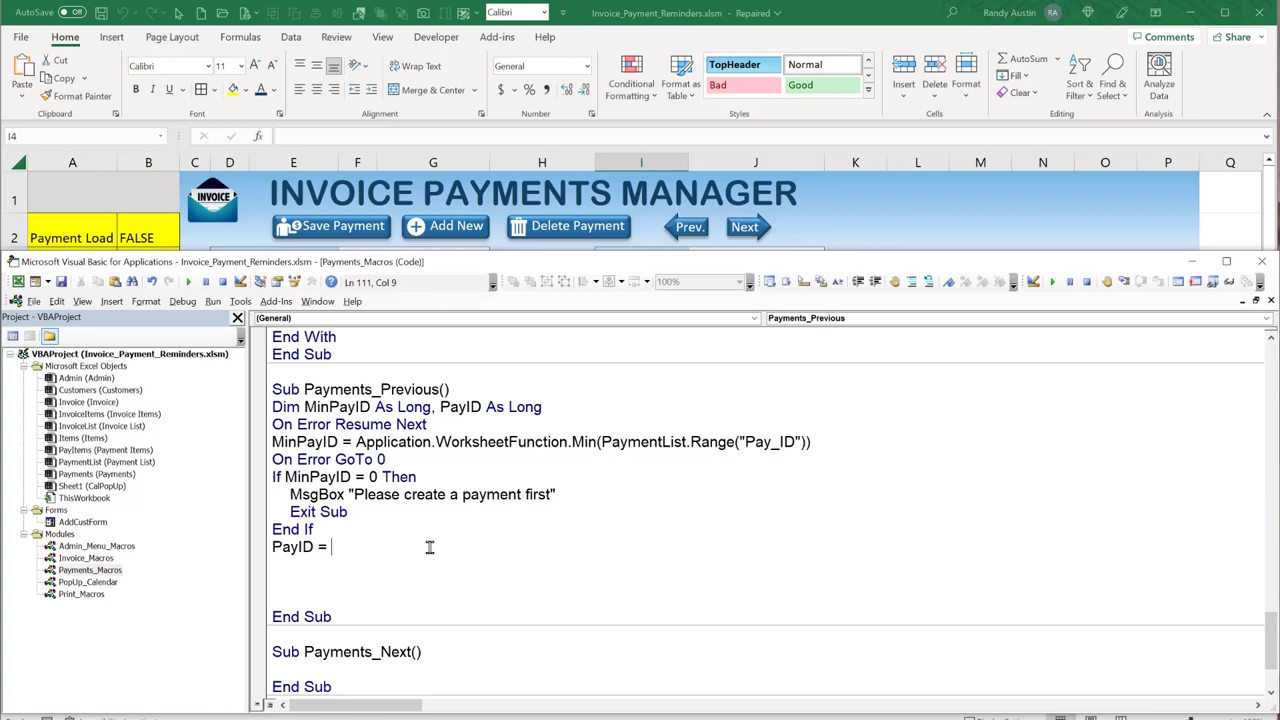 AutoSave Off
Calibri
Invoice_Payment_Reminders.xlsm - Repaired
Randy Austin
RA
File Home Insert Page Layout Formulas Data Review View Developer Add-ins Help
Comments
Share
Paste
Cut
Copy
Format Painter
Clipboard
Calibri
11
B I U
Font
Wrap Text
Merge & Center
Alignment
General
$ %
Number
Conditional Formatting
Format as Table
TopHeader Normal
Bad Good
Styles
Insert Delete Format
Cells
AutoSum
Fill
Clear
Sort & Filter
Find & Select
Editing
Analyze Data
Analysis
I4
fx
A B C D E F G H I J K L M N O P Q
1
INVOICE
INVOICE PAYMENTS MANAGER
2
Payment Load FALSE
Save Payment
Add New
Delete Payment
Prev.
Next
Microsoft Visual Basic for Applications - Invoice_Payment_Reminders.xlsm - [Payments_Macros (Code)]
Ln 111, Col 9
100%
File Edit View Insert Format Debug Run Tools Add-Ins Window Help
Project - VBAProject
VBAProject (Invoice_Payment_Reminders.xlsm)
Microsoft Excel Objects
Admin (Admin)
Customers (Customers)
Invoice (Invoice)
InvoiceItems (Invoice Items)
InvoiceList (Invoice List)
Items (Items)
PayItems (Payment Items)
PaymentList (Payment List)
Payments (Payments)
Sheet1 (CalPopUp)
ThisWorkbook
Forms
AddCustForm
Modules
Admin_Menu_Macros
Invoice_Macros
Payments_Macros
PopUp_Calendar
Print_Macros
(General)
Payments_Previous
End With
End Sub
Sub Payments_Previous()
Dim MinPayID As Long, PayID As Long
On Error Resume Next
MinPayID = Application.WorksheetFunction.Min(PaymentList.Range("Pay_ID"))
On Error GoTo 0
If MinPayID = 0 Then
MsgBox "Please create a payment first"
Exit Sub
End If
PayID =
End Sub
Sub Payments_Next()
End Sub